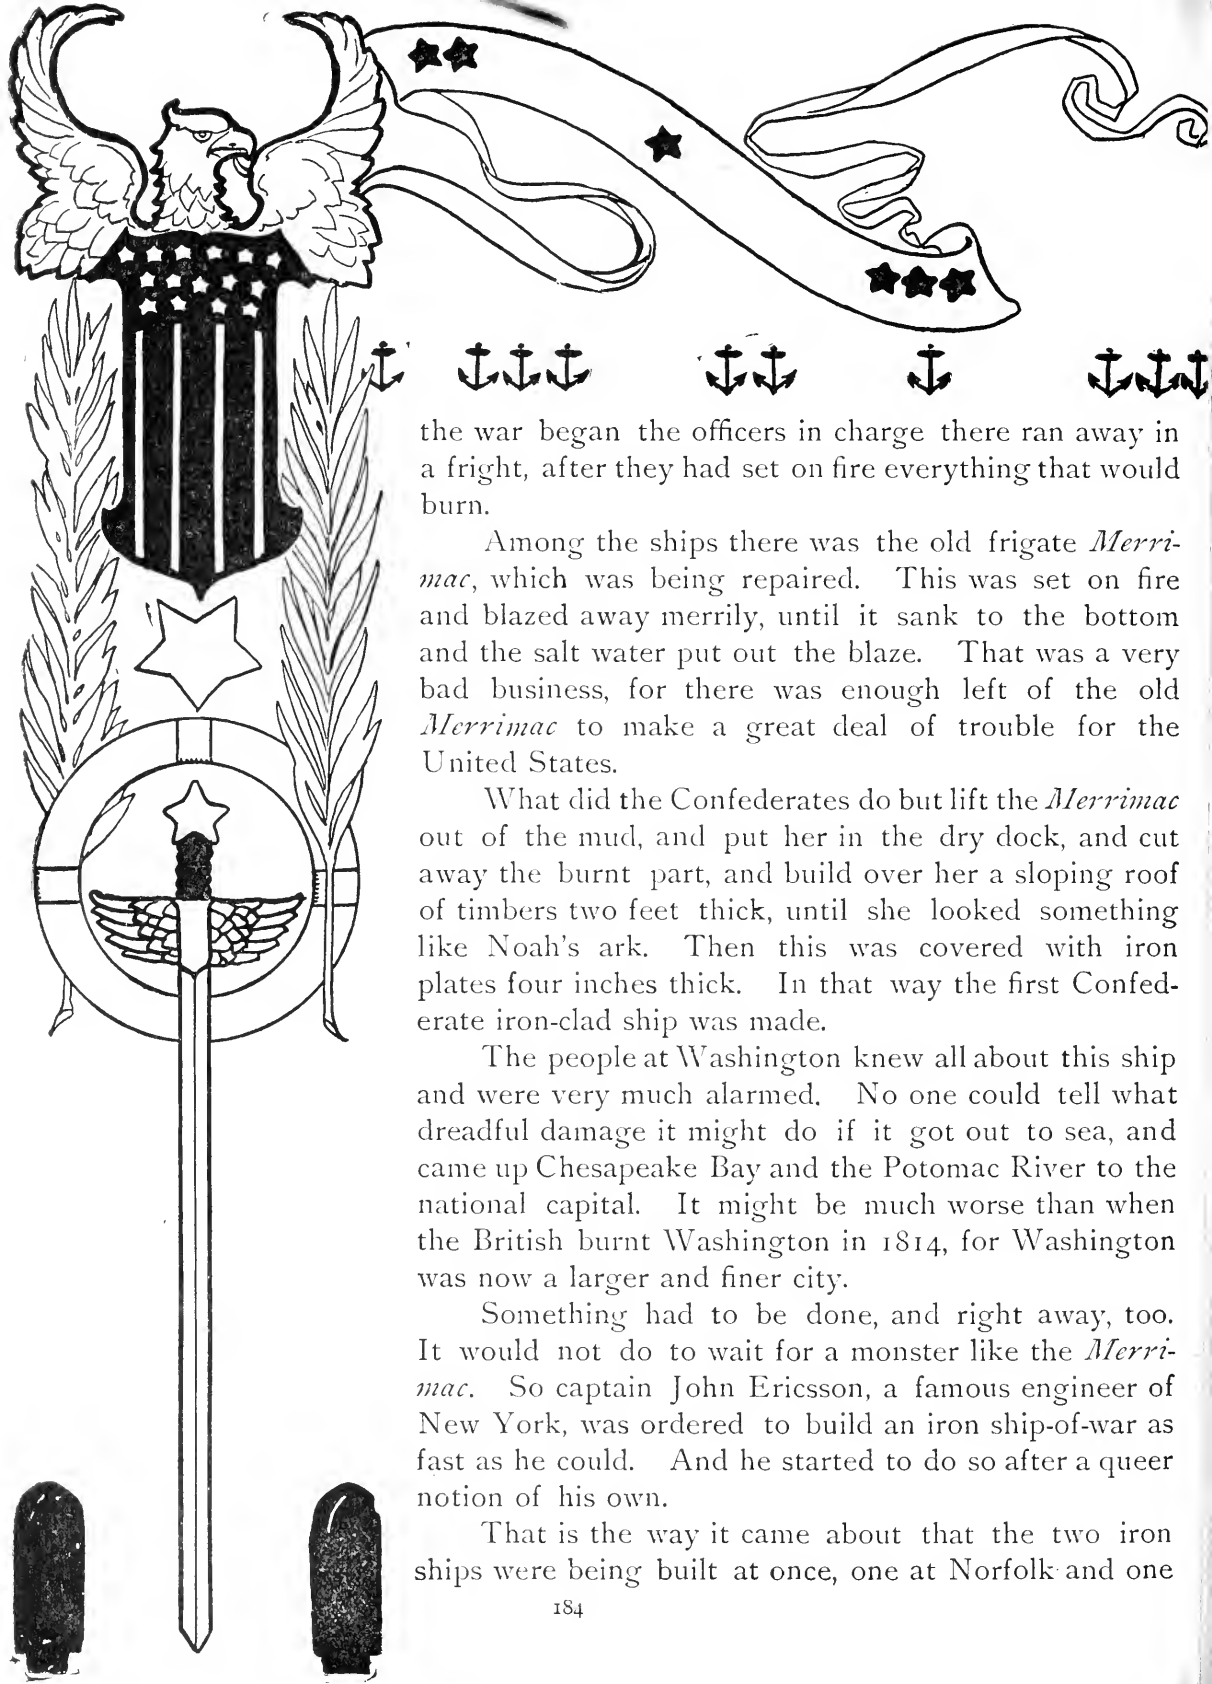 the war began the officers in charge there ran away in
a fright, after they had set on fire everything that would
burn.
Among the ships there was the old frigate Merri-
mac, which was being repaired. This was set on fire
and blazed away merrily, until it sank to the bottom
and the salt water put out the blaze. That was a very
bad business, for there was enough left of the old
Merrimac to make a great deal of trouble for the
United States.
What did the Confederates do but lift the Merrimac
out of the mud, and put her in the dry dock, and cut
away the burnt part, and build over her a sloping roof
of timbers two feet thick, until she looked something
like Noah's ark. Then this was covered with iron
plates four inches thick. In that way the first Confed-
erate iron-clad ship was made.
The people at Washington knew all about this ship
and were very much alarmed. No one could tell what
dreadful damage it might do if it got out to sea, and
came up Chesapeake Bay and the Potomac River to the
national capital. It might be much worse than when
the British burnt Washington in 1814, for Washington
was now a larger and finer city.
Something had to be done, and right away, too.
It would not do to wait for a monster like the Merri-
mac. So captain John Ericsson, a famous engineer of
New York, was ordered to build an iron ship-of-war as
fast as he could. And he started to do so after a queer
notion of his own.
That is the way it came about that the two iron
ships were being built at once, one at Norfolk and one
184